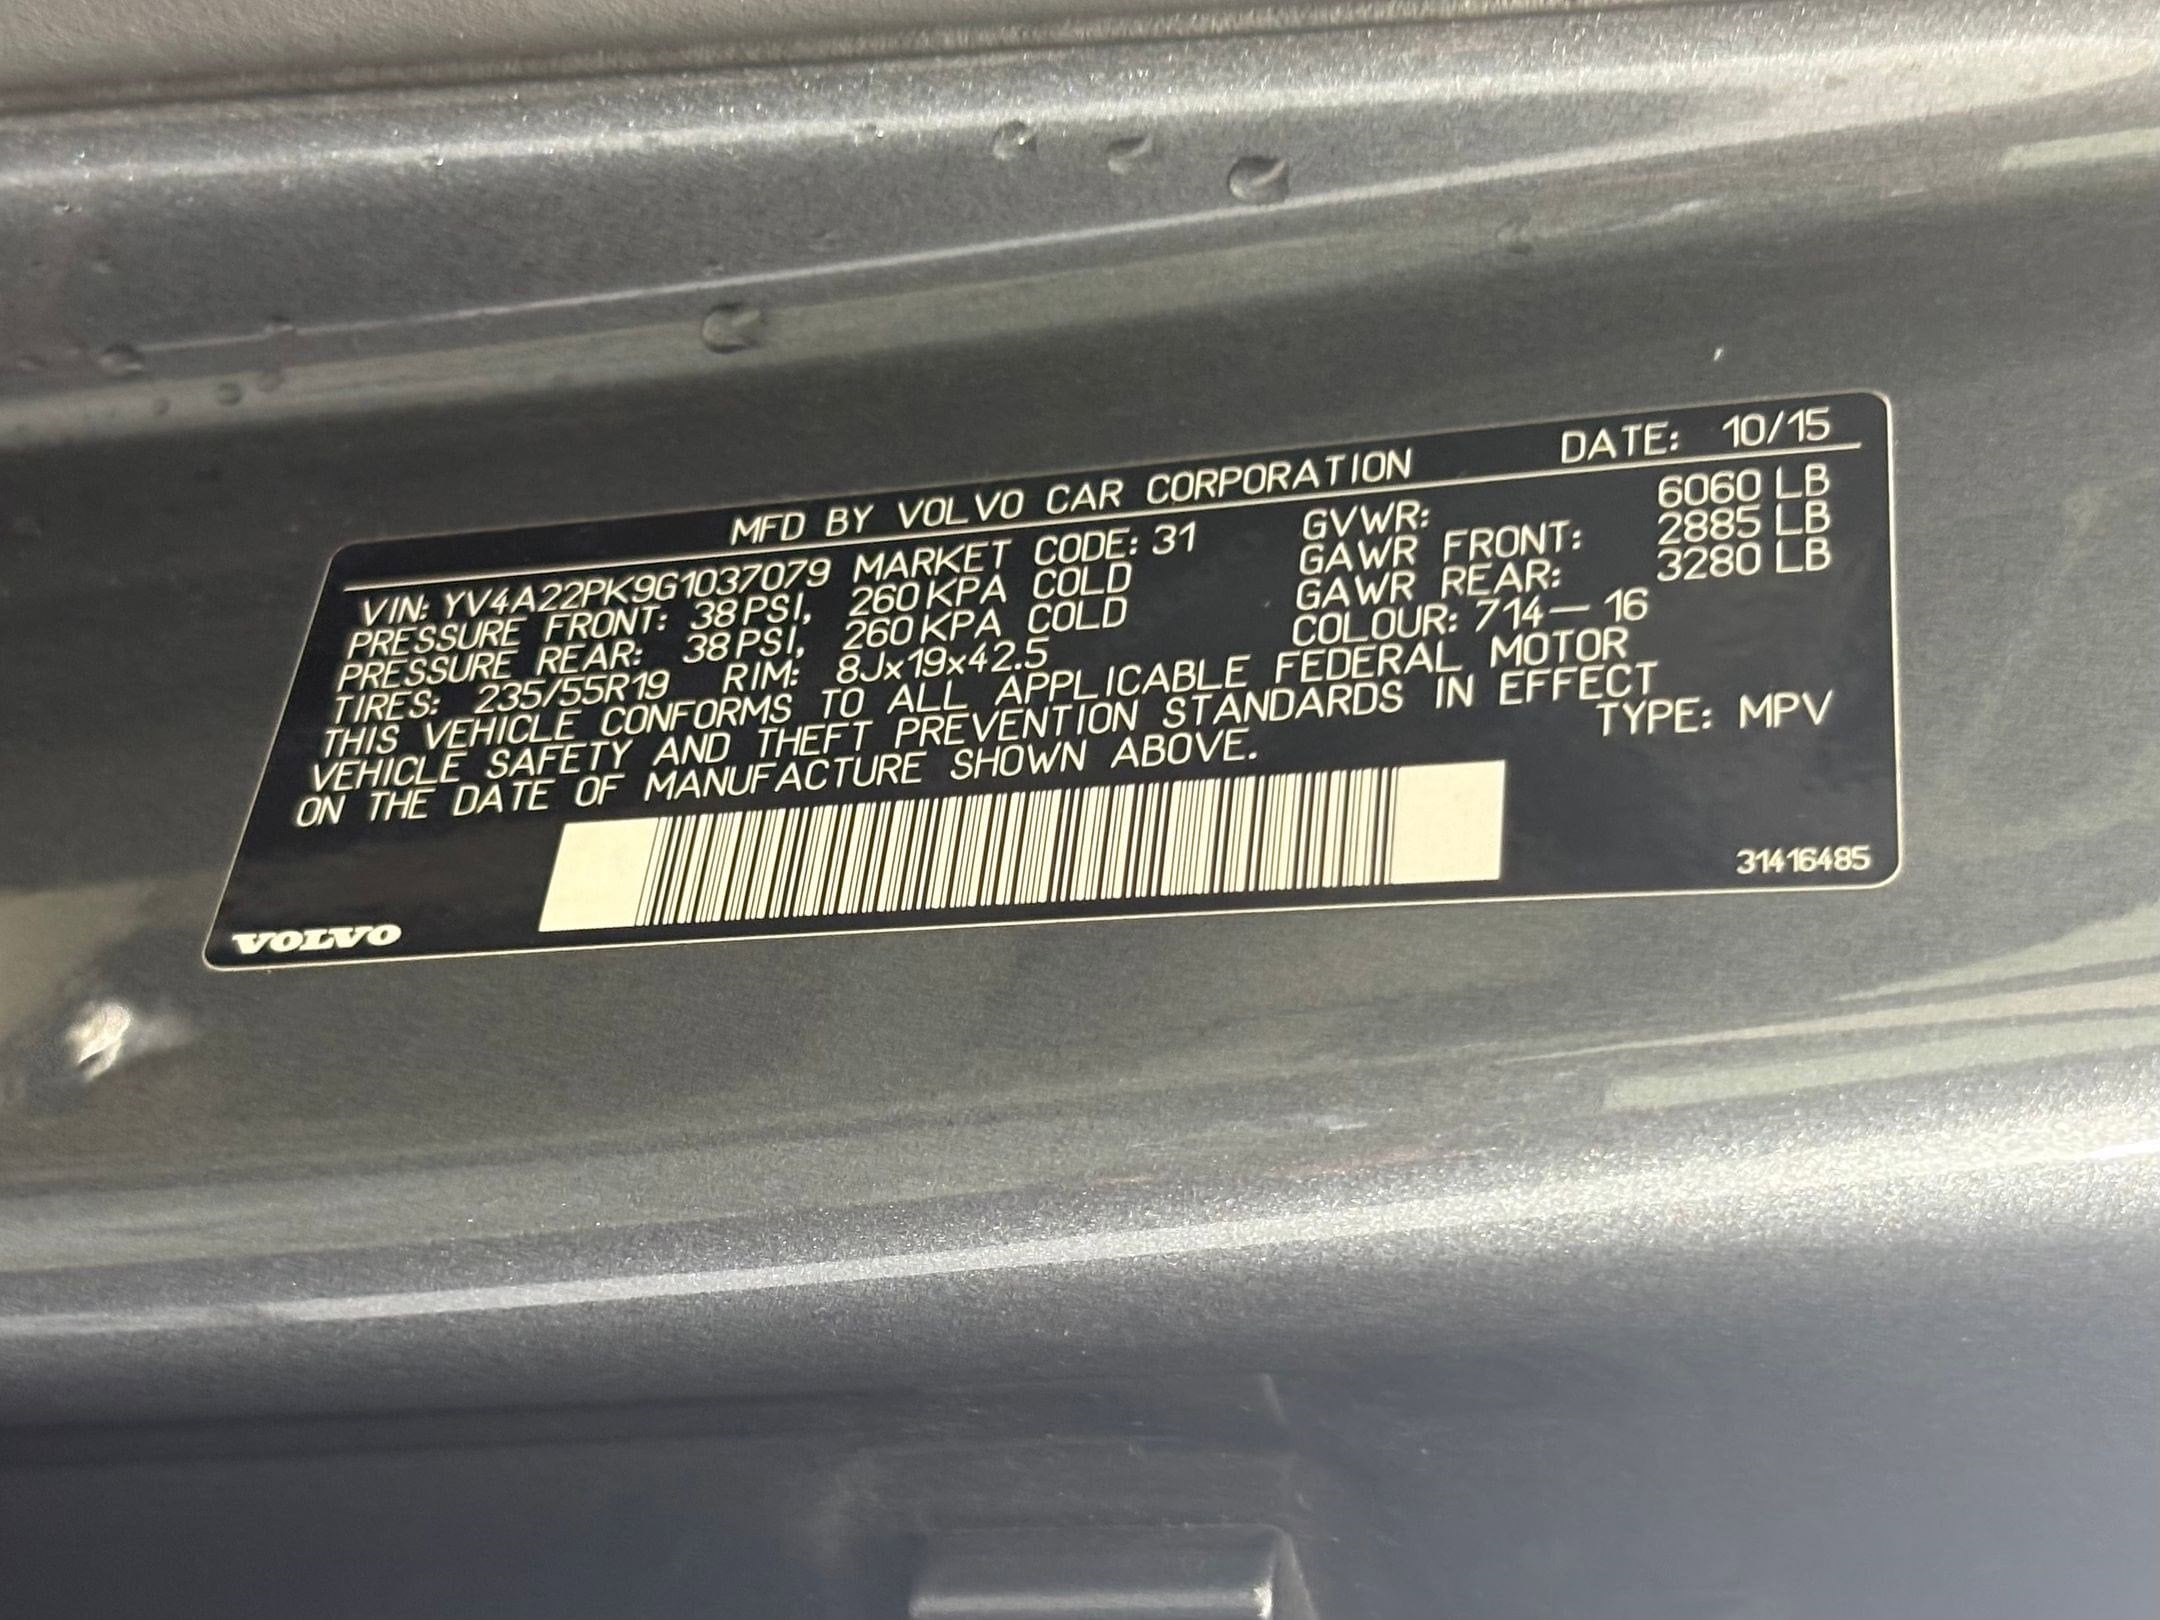 MFD BY VOLVO CAR CORPORATION DATE: 10/15
VIN: YV4A22PK9G1037079 MARKET CODE: 31 GVWR: 6060 LB
PRESSURE FRONT: 38 PSI, 260 KPA COLD GAWR FRONT: 2885 LB
PRESSURE REAR: 38 PSI, 260 KPA COLD GAWR REAR: 3280 LB
TIRES: 235/55R19 RIM: 8Jx19x42.5 COLOUR: 714-16
THIS VEHICLE CONFORMS TO ALL APPLICABLE FEDERAL MOTOR
VEHICLE SAFETY AND THEFT PREVENTION STANDARDS IN EFFECT
ON THE DATE OF MANUFACTURE SHOWN ABOVE. TYPE: MPV
31416485
VOLVO